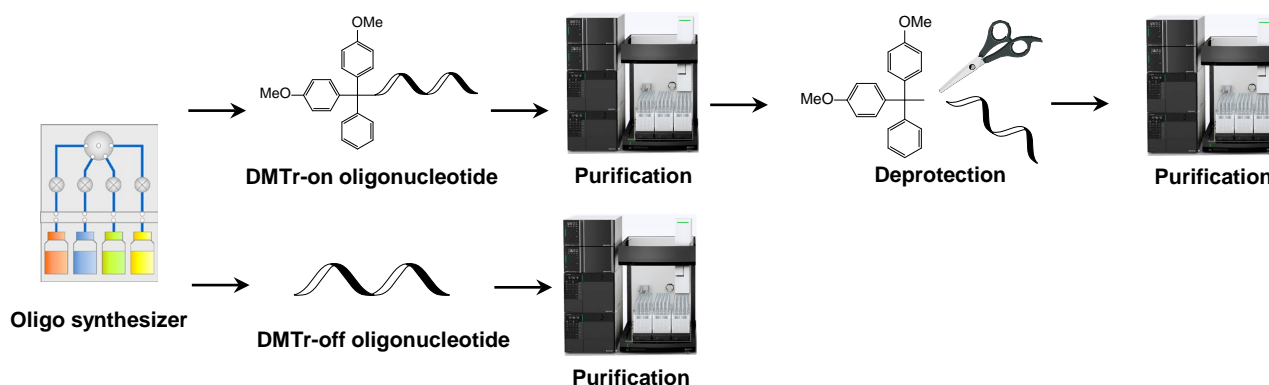 OMe
OMe
MeO
MeO
DMTr-on oligonucleotide
Purification
Deprotection
Purification
Oligo synthesizer
DMTr-off oligonucleotide
Purification